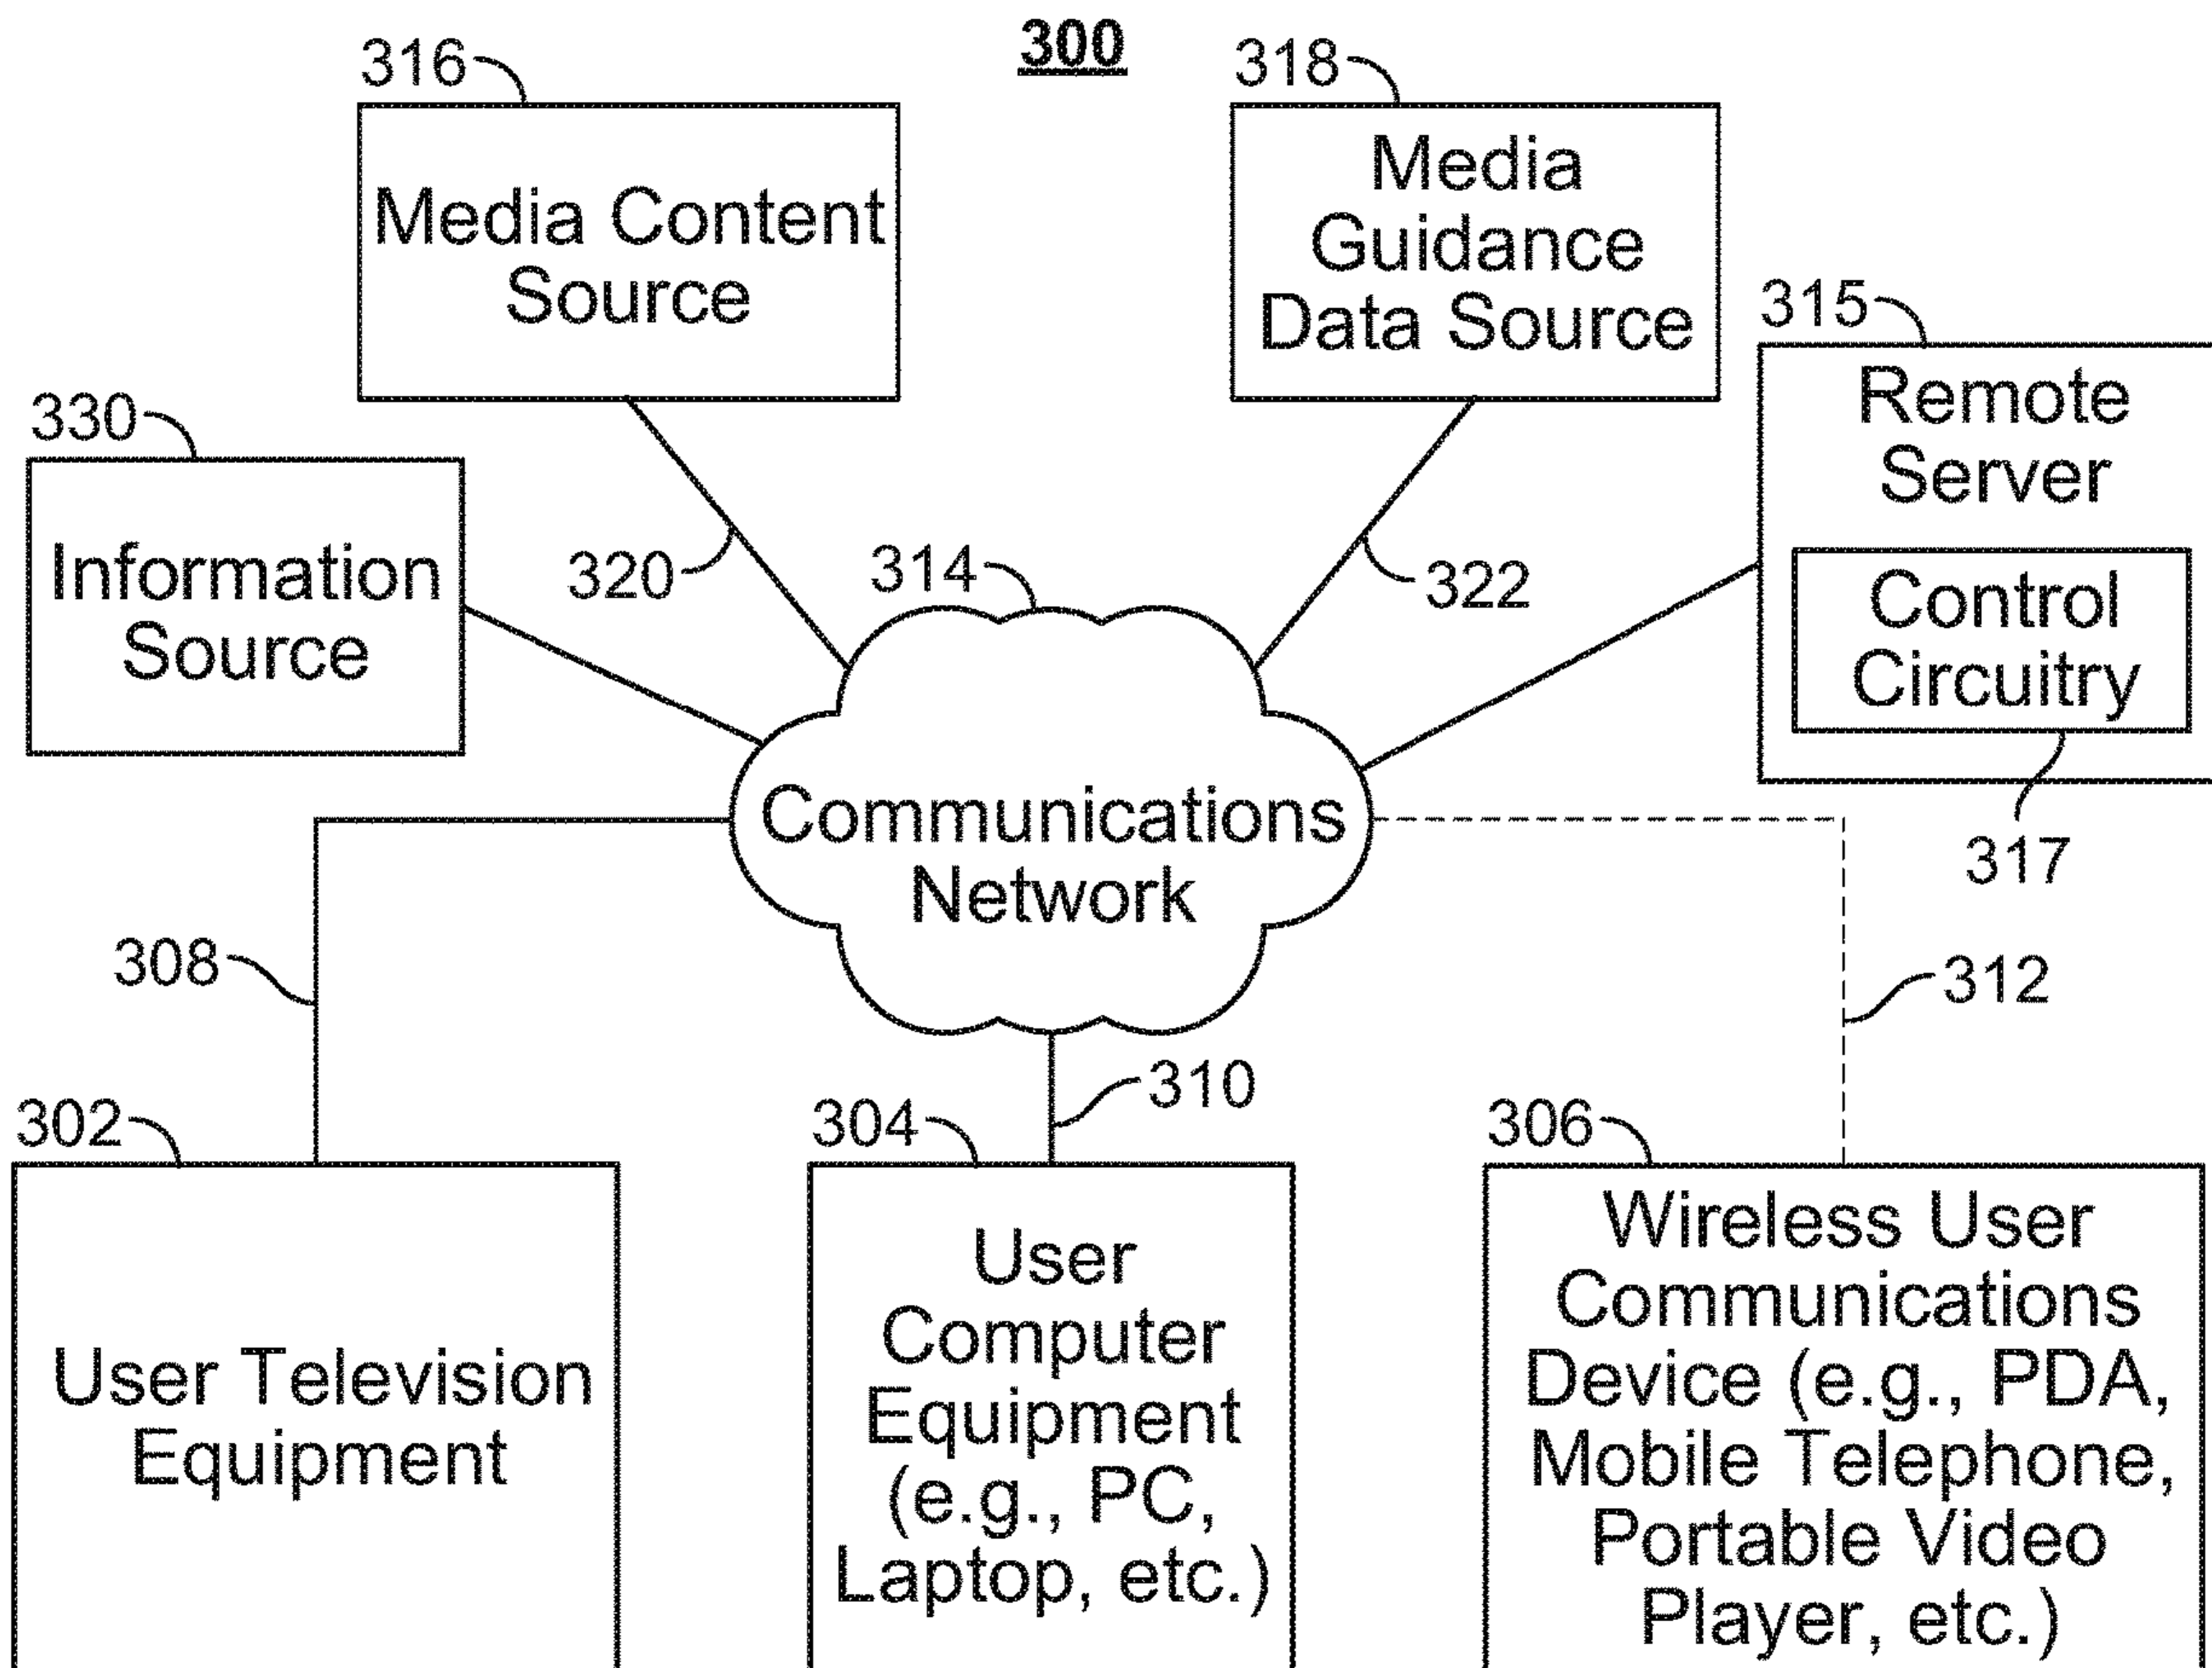 300
316
Media Content
Source
318
Media
Guidance
Data Source
315
Remote
Server
Control
Circuitry
317
330
Information
Source
320
314
322
Communications
Network
308
312
310
302
User Television
Equipment
304
User
Computer
Equipment
(e.g., PC,
Laptop, etc.)
306
Wireless User
Communications
Device (e.g., PDA,
Mobile Telephone,
Portable Video
Player, etc.)